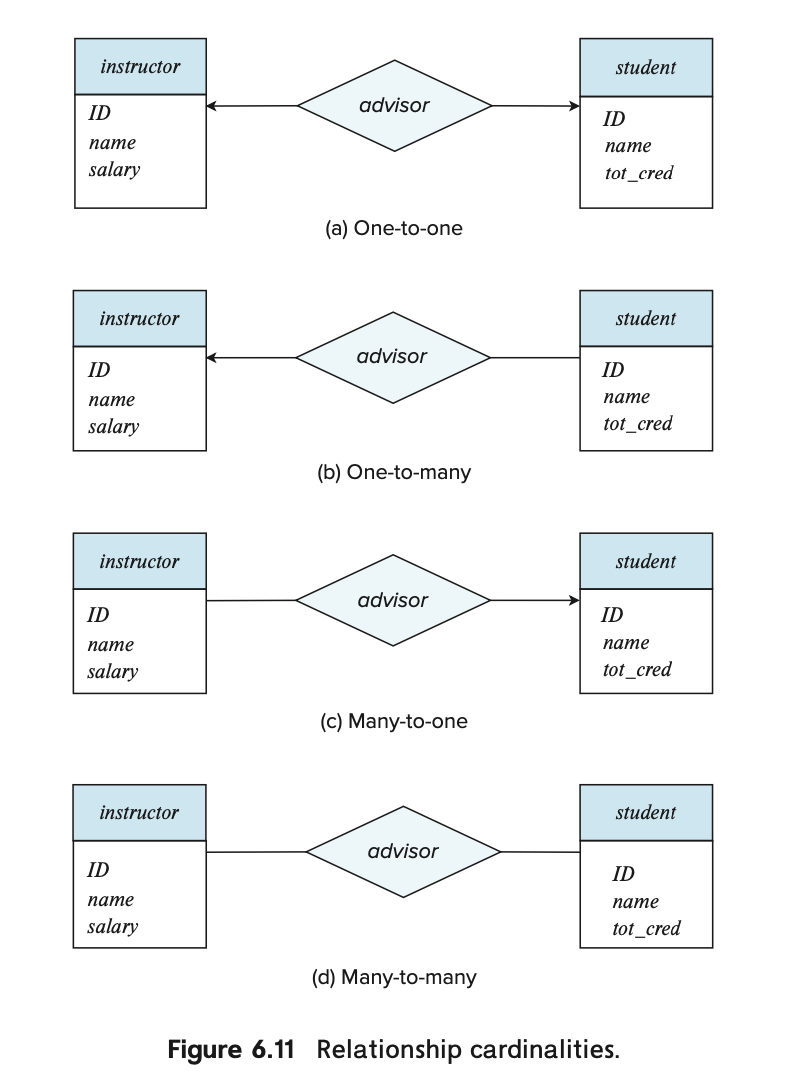 instructor
advisor
student
ID
name
salary
ID
name
tot_cred
(a) One-to-one
instructor
advisor
student
ID
name
salary
ID
name
tot_cred
(b) One-to-many
instructor
advisor
student
ID
name
salary
ID
name
tot_cred
(c) Many-to-one
instructor
advisor
student
ID
name
salary
ID
name
tot_cred
(d) Many-to-many
Figure 6.11 Relationship cardinalities.